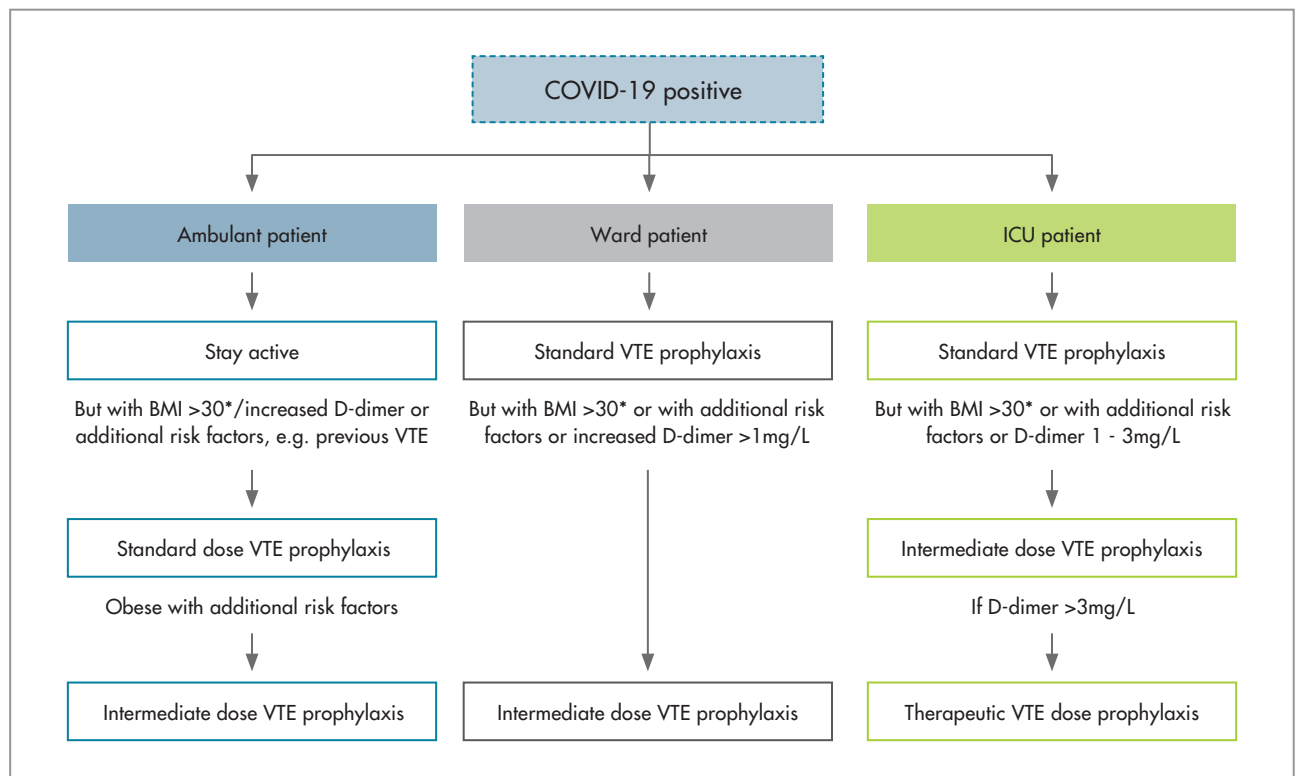 COVID-19 positive
Ambulant patient
Stay active
But with BMI >30*/increased D-dimer or
additional risk factors, e.g. previous VTE
Standard dose VTE prophylaxis
Obese with additional risk factors
Intermediate dose VTE prophylaxis
Ward patient
Standard VTE prophylaxis
But with BMI >30* or with additional risk
factors or increased D-dimer >1mg/L
Intermediate dose VTE prophylaxis
ICU patient
Standard VTE prophylaxis
But with BMI >30* or with additional risk
factors or D-dimer 1 - 3mg/L
Intermediate dose VTE prophylaxis
If D-dimer >3mg/L
Therapeutic VTE dose prophylaxis